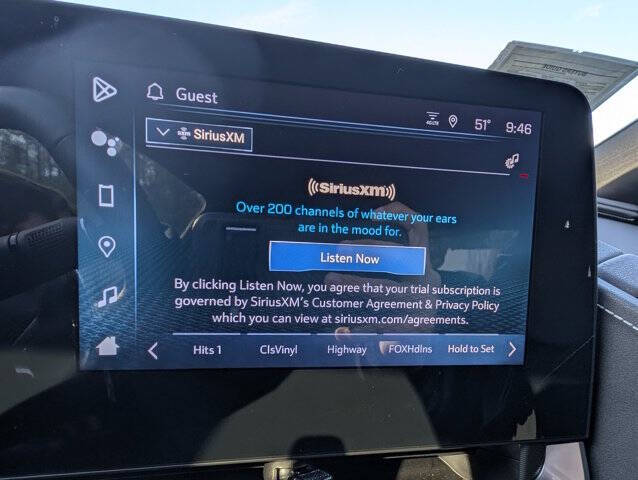 Guest
4G LTE
51°
9:46
SiriusXM
((SiriusXM))
Over 200 channels of whatever your ears
are in the mood for.
Listen Now
By clicking Listen Now, you agree that your trial subscription is
governed by SiriusXM's Customer Agreement & Privacy Policy
which you can view at siriusxm.com/agreements.
Hits 1 ClsVinyl Highway FOXHdlns Hold to Set